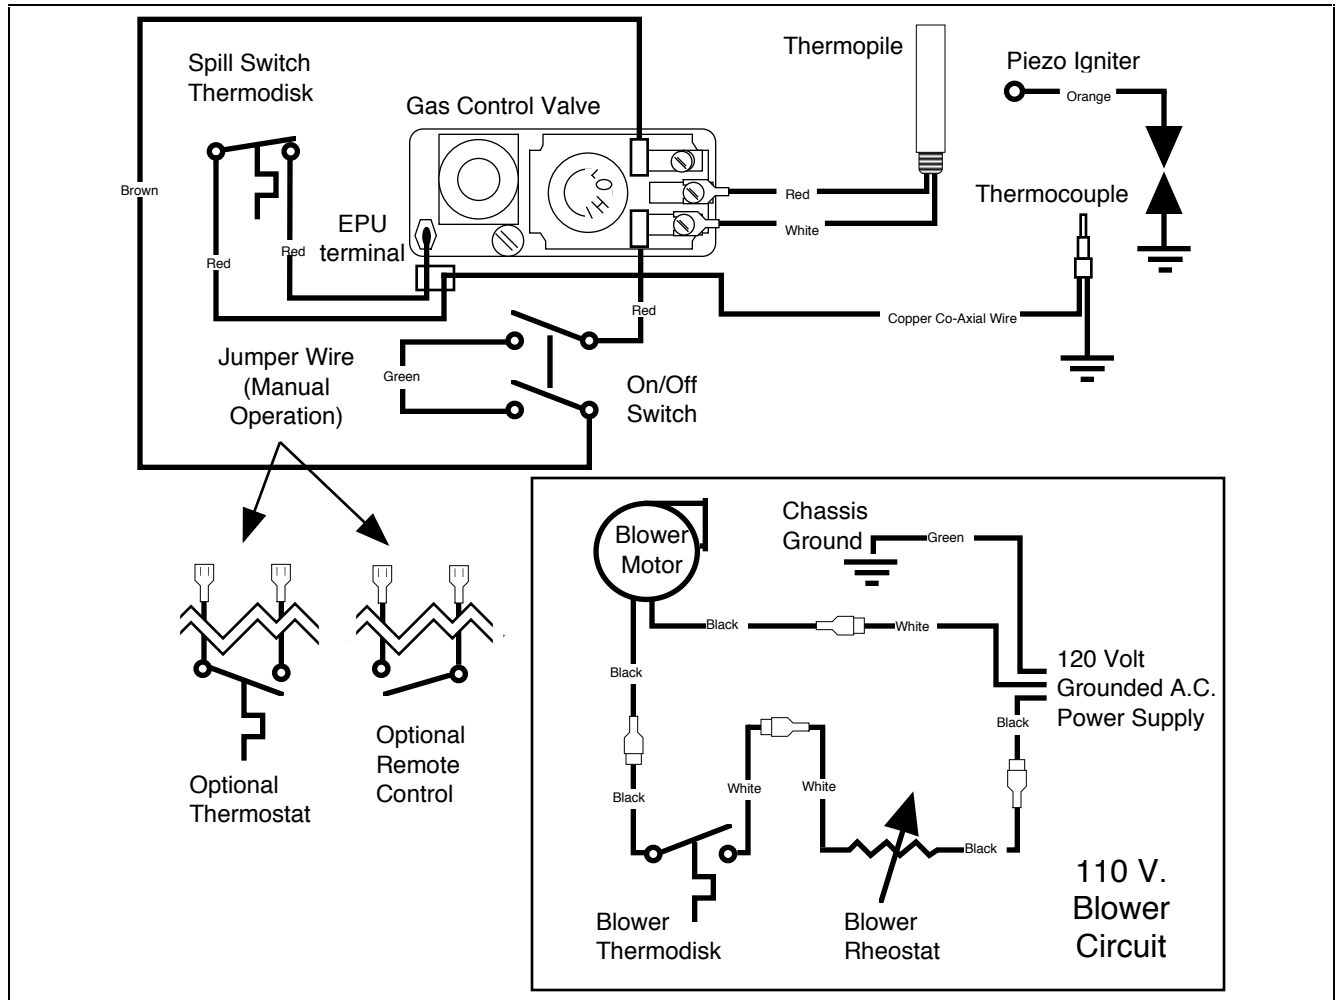 Spill Switch
Thermodisk
Gas Control Valve
Thermopile
Piezo Igniter
Orange
Brown
HI
LO
Red
White
Thermocouple
EPU
terminal
Red
Red
Red
Copper Co-Axial Wire
Jumper Wire
(Manual
Operation)
Green
On/Off
Switch
Optional
Thermostat
Optional
Remote
Control
Blower
Motor
Chassis
Ground
Green
Black
White
Black
120 Volt
Grounded A.C.
Power Supply
Black
Black
White
White
Black
Blower
Thermodisk
Blower
Rheostat
110 V.
Blower
Circuit